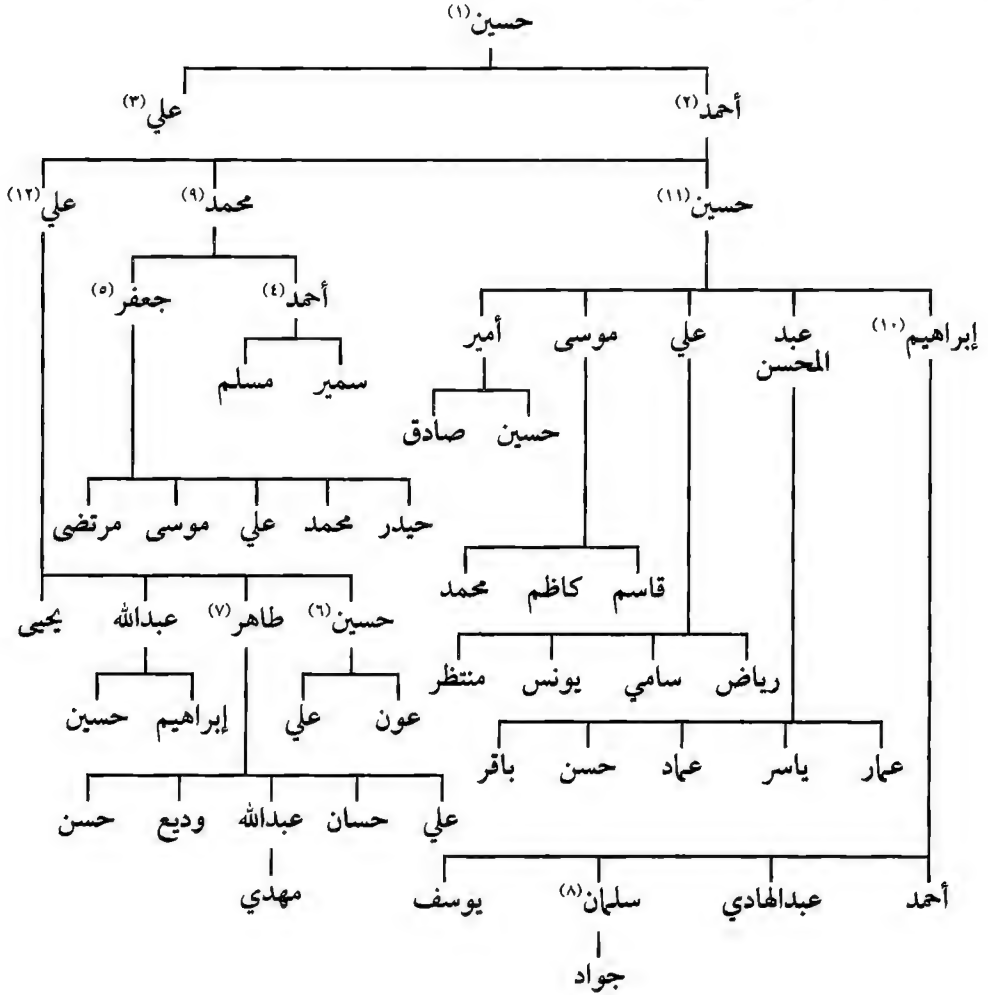 حسين(١)
أحمد(٢) علي(٣)
حسين(١١) محمد(٩) علي(١٢)
أحمد(٤) جعفر(٥)
إبراهيم(١٠) عبد المحسن علي موسى أمير
سمير مسلم
حسين صادق
حيدر محمد علي موسى مرتضى
قاسم كاظم محمد
حسين(٦) طاهر(٧) عبدالله يحيى
رياض سامي يونس منتظر
عون علي إبراهيم حسين
عمار ياسر عماد حسن باقر
علي حسان عبدالله وديع حسن
أحمد عبدالهادي سلمان(٨) يوسف
مهدي
جواد